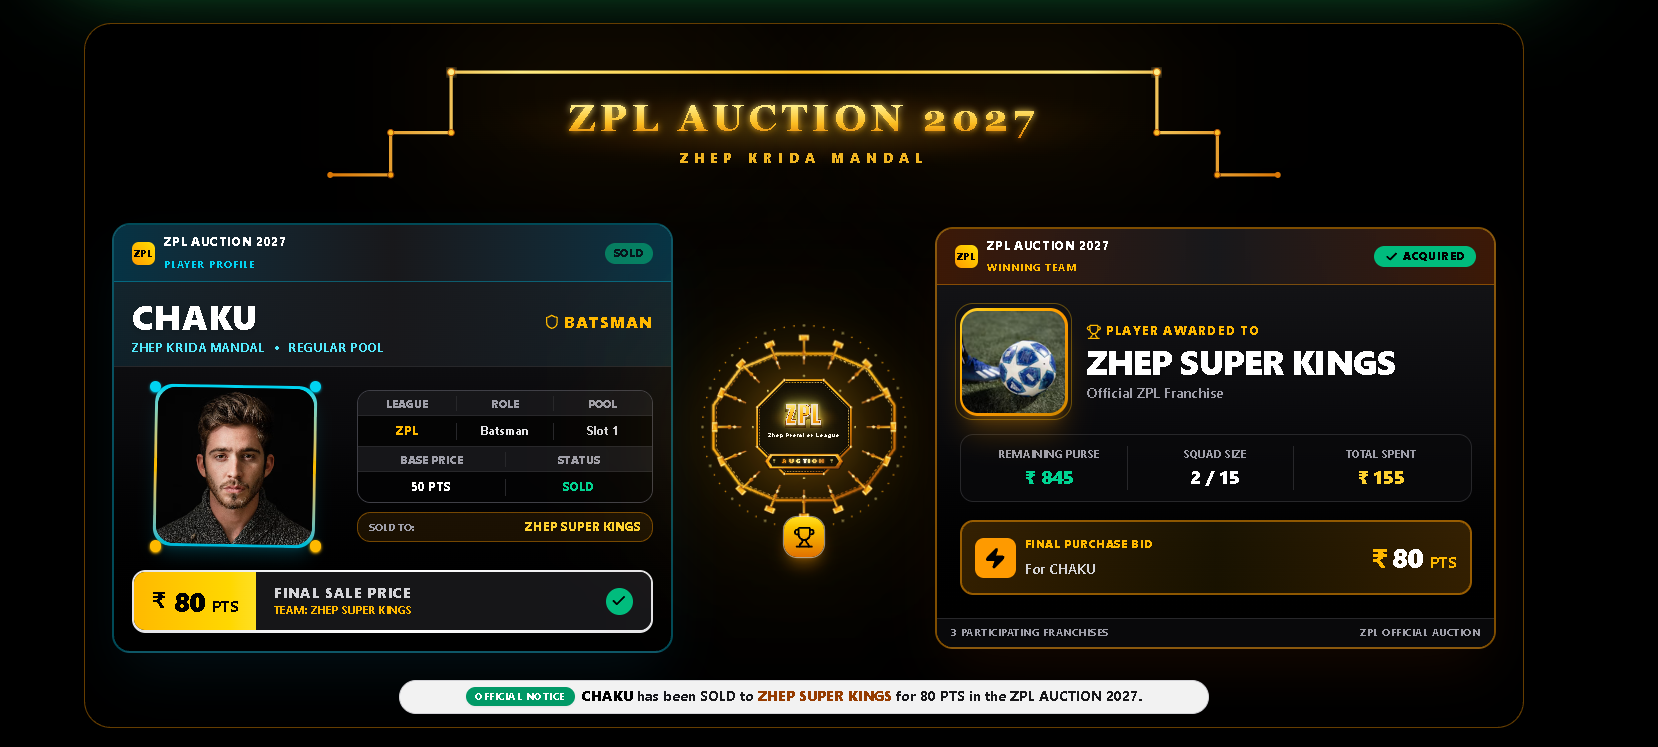 ZPL AUCTION 2027
ZHEP KRIDA MANDAL
ZPL
ZPL AUCTION 2027
PLAYER PROFILE
SOLD
CHAKU
BATSMAN
ZHEP KRIDA MANDAL • REGULAR POOL
LEAGUE ROLE POOL
ZPL Batsman Slot 1
BASE PRICE STATUS
50 PTS SOLD
SOLD TO: ZHEP SUPER KINGS
₹ 80 PTS
FINAL SALE PRICE
TEAM: ZHEP SUPER KINGS
ZPL
Zhep Premier League
AUCTION
ZPL
ZPL AUCTION 2027
WINNING TEAM
ACQUIRED
PLAYER AWARDED TO
ZHEP SUPER KINGS
Official ZPL Franchise
REMAINING PURSE SQUAD SIZE TOTAL SPENT
₹ 845 2 / 15 ₹ 155
FINAL PURCHASE BID
For CHAKU
₹ 80 PTS
3 PARTICIPATING FRANCHISES ZPL OFFICIAL AUCTION
OFFICIAL NOTICE CHAKU has been SOLD to ZHEP SUPER KINGS for 80 PTS in the ZPL AUCTION 2027.